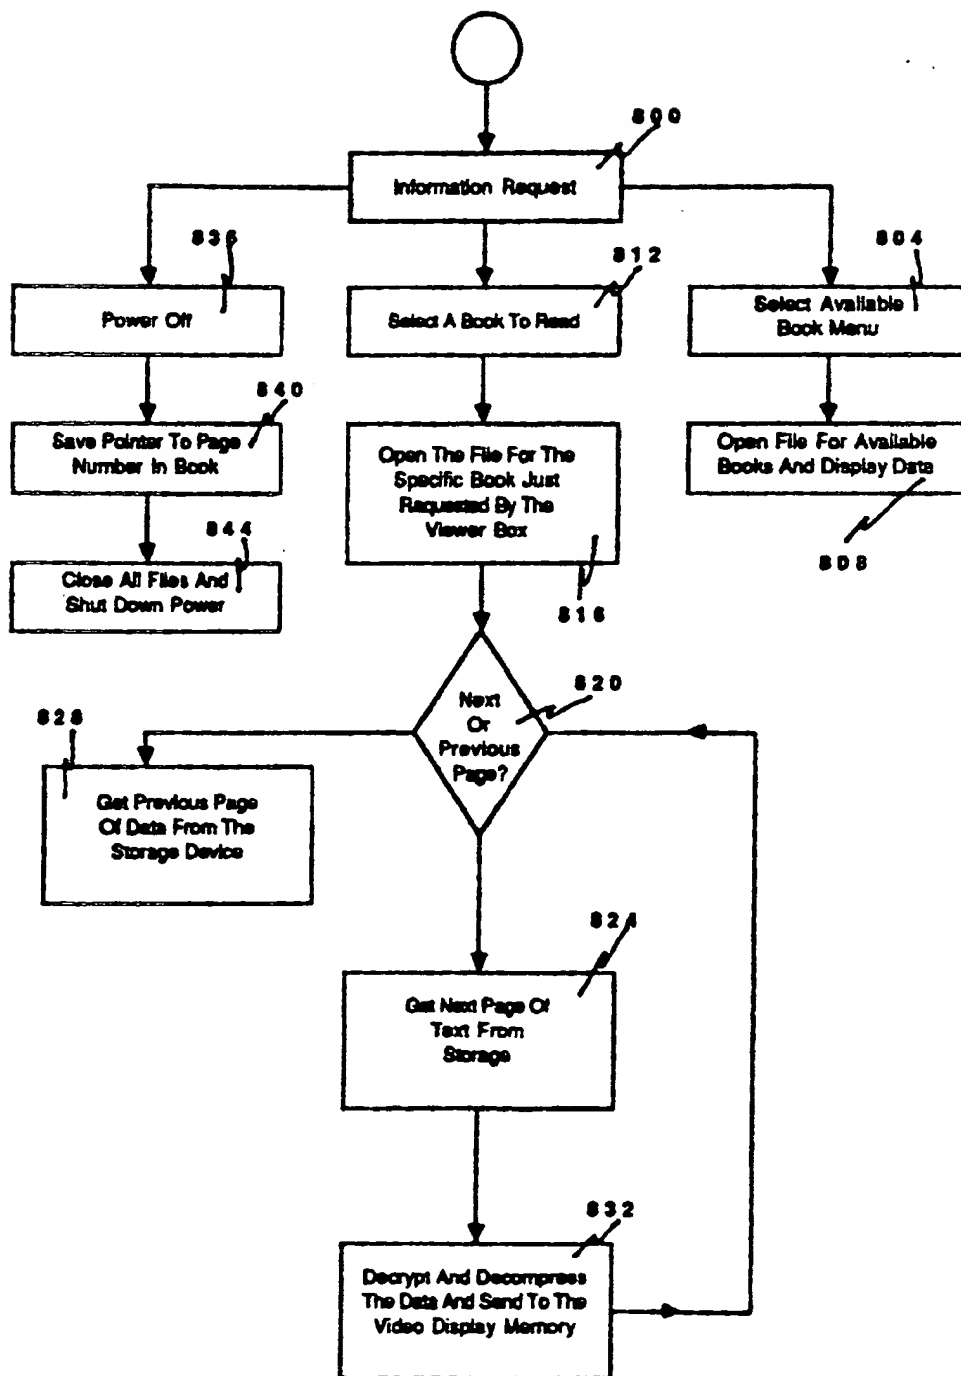 800
Information Request
836
812
804
Power Off
Select A Book To Read
Select Available
Book Menu
840
Save Pointer To Page
Number In Book
Open The File For The
Specific Book Just
Requested By The
Viewer Box
Open File For Available
Books And Display Data
844
808
Close All Files And
Shut Down Power
816
820
Next
Or
Previous
Page?
828
Get Previous Page
Of Data From The
Storage Device
824
Get Next Page Of
Text From
Storage
832
Decrypt And Decompress
The Data And Send To The
Video Display Memory